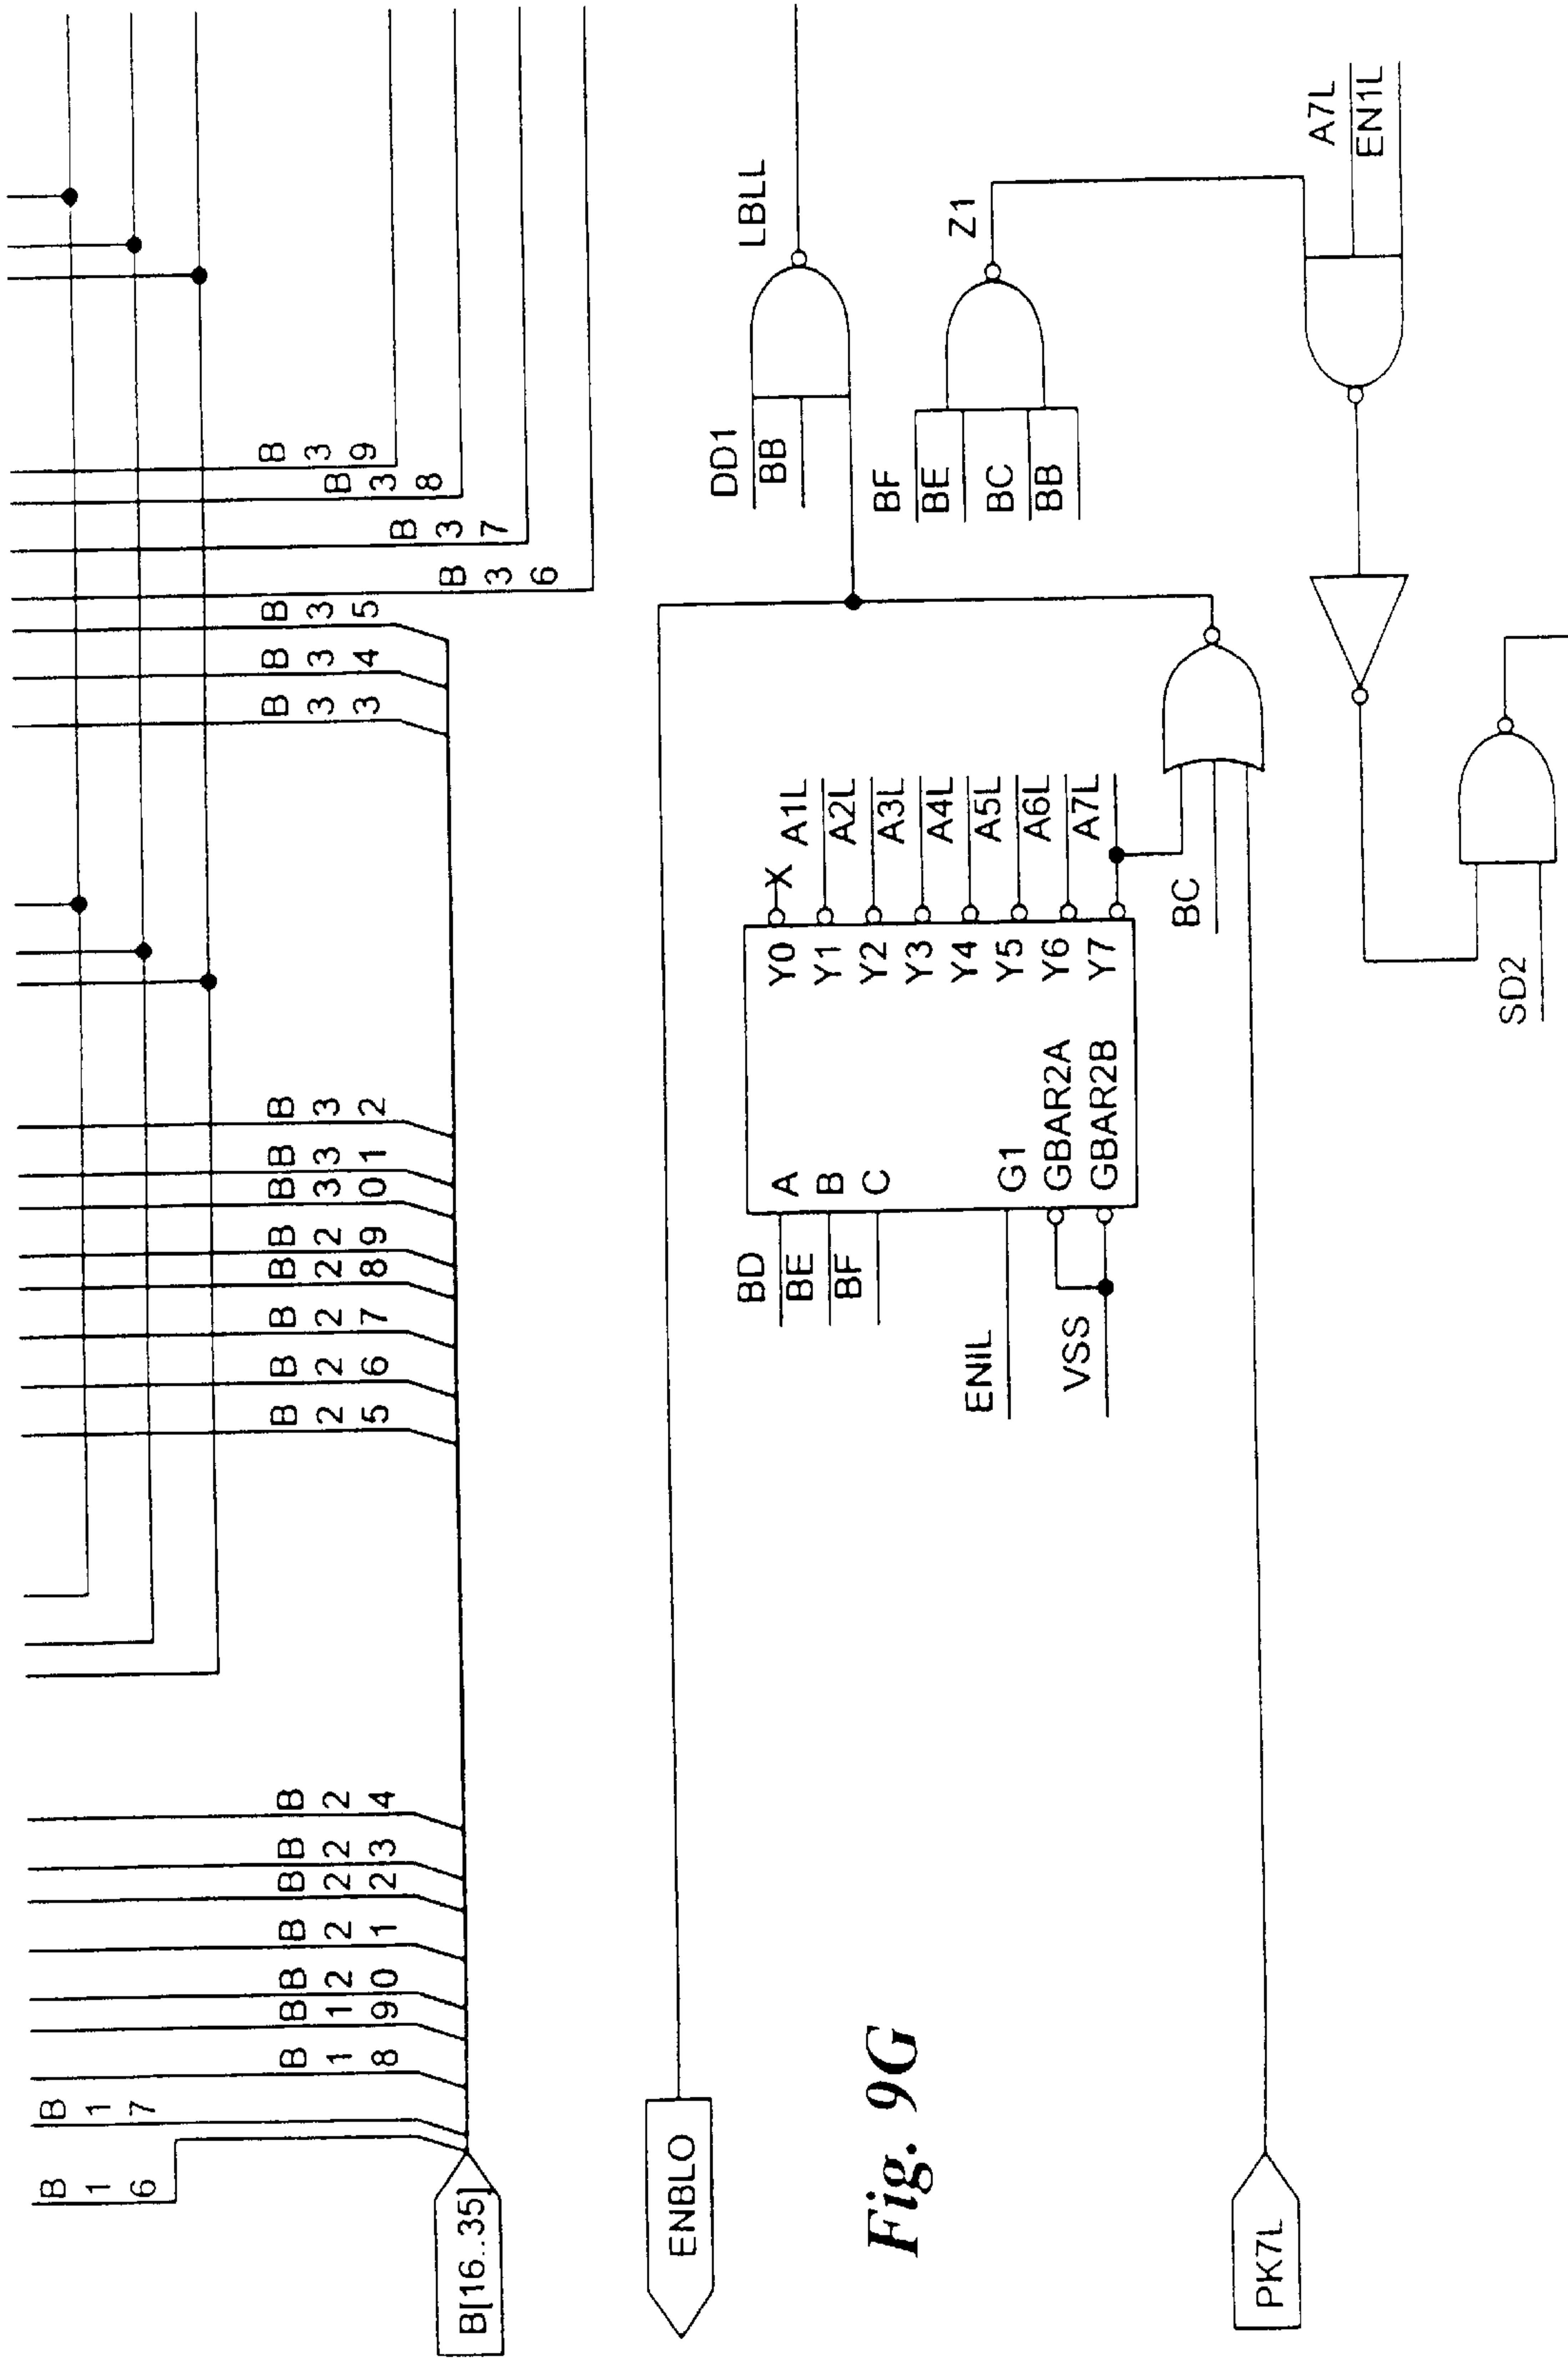 B16
B17
B18
B19
B20
B21
B22
B23
B24
B25
B26
B27
B28
B29
B30
B31
B32
B33
B34
B35
B36
B37
B38
B39
B[16..35]
ENBLO
DD1
BB
LBLL
BF
BE
BC
BB
Z1
BD
BE
BF
A
B
C
ENIL
G1
VSS
GBAR2A
GBAR2B
Y0
Y1
Y2
Y3
Y4
Y5
Y6
Y7
X
A1L
A2L
A3L
A4L
A5L
A6L
A7L
BC
Fig. 9G
PK7L
A7L
EN1L
SD2